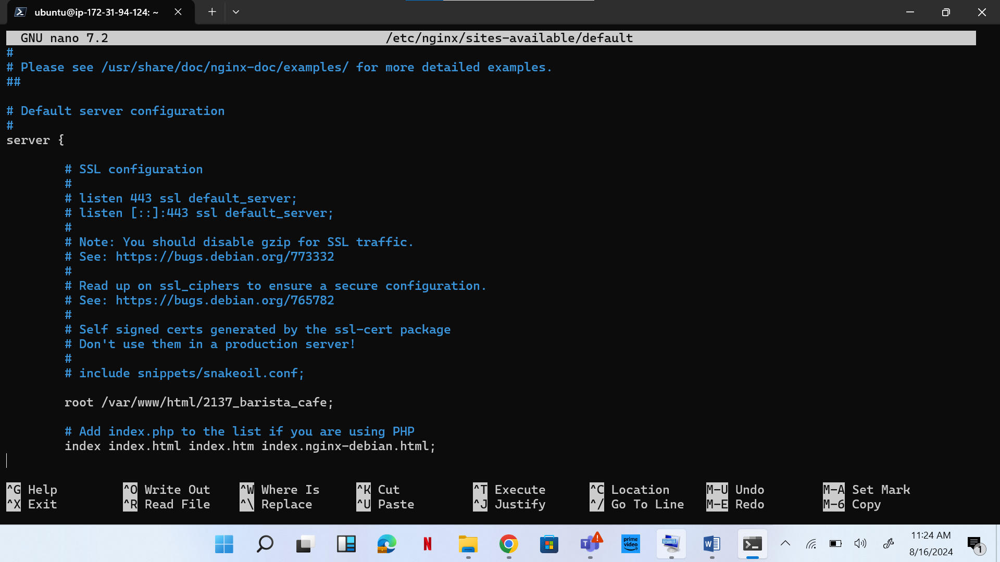 ubuntu@ip-172-31-94-124: ~
GNU nano 7.2 /etc/nginx/sites-available/default
#
# Please see /usr/share/doc/nginx-doc/examples/ for more detailed examples.
##
# Default server configuration
#
server {
# SSL configuration
#
# listen 443 ssl default_server;
# listen [::]:443 ssl default_server;
#
# Note: You should disable gzip for SSL traffic.
# See: https://bugs.debian.org/773332
#
# Read up on ssl_ciphers to ensure a secure configuration.
# See: https://bugs.debian.org/765782
#
# Self signed certs generated by the ssl-cert package
# Don't use them in a production server!
#
# include snippets/snakeoil.conf;
root /var/www/html/2137_barista_cafe;
# Add index.php to the list if you are using PHP
index index.html index.htm index.nginx-debian.html;
^G Help ^O Write Out ^W Where Is ^K Cut ^T Execute ^C Location M-U Undo M-A Set Mark
^X Exit ^R Read File ^\ Replace ^U Paste ^J Justify ^/ Go To Line M-E Redo M-6 Copy
N
T
prime video
W
11:24 AM
8/16/2024
1